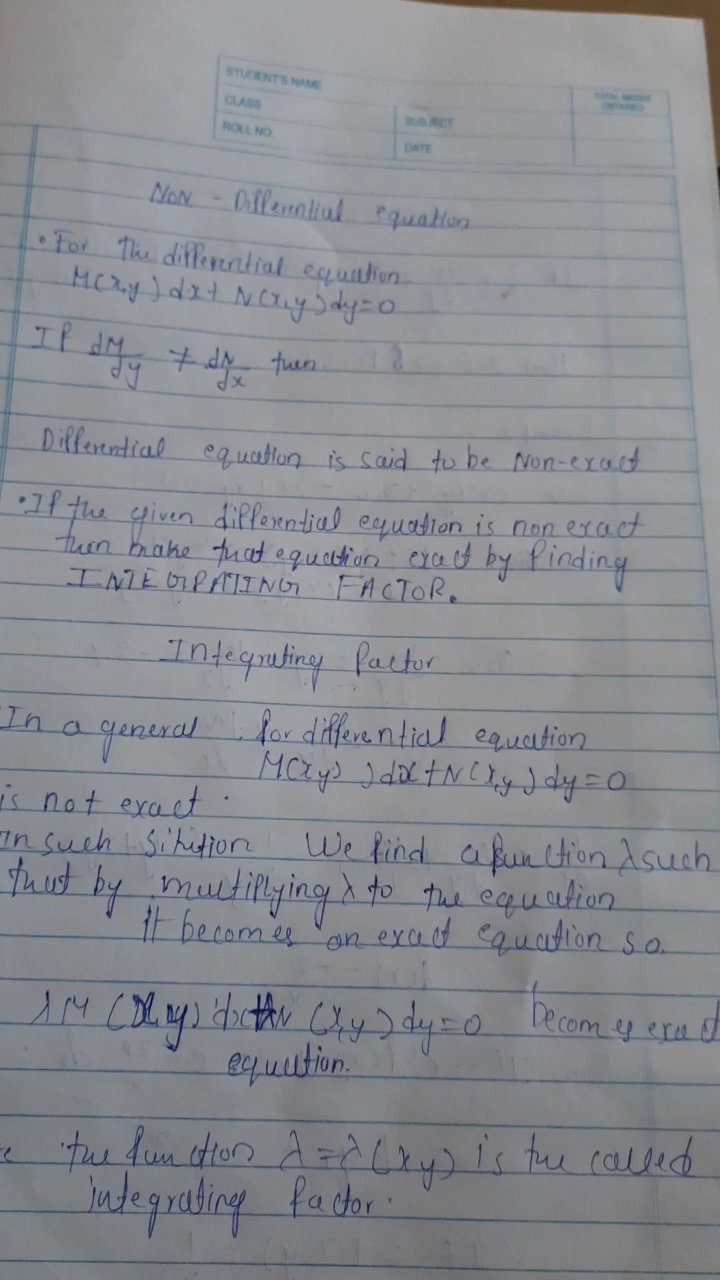 STUDENT'S NAME
TOTAL MARKS OBTAINED
CLASS
SUBJECT
ROLL NO
DATE
NON - Differential equation
• For the differential equation
M(x,y)dx+ N(x,y)dy=0
If dM/dy ≠ dN/dx then
Differential equation is said to be Non-exact
• If the given differential equation is non exact
then make that equation exact by finding
INTEGRATING FACTOR.
Integrating factor
In a general for differential equation
M(xy))dx+N(x,y)dy=0
is not exact.
In such sitution We find a function λ such
that by multiplying λ to the equation
it becomes an exact equation so.
λM (x,y) dx+λN (x,y) dy=0 becomes exact
equation.
the function λ=λ(xy) is the called
integrating factor.